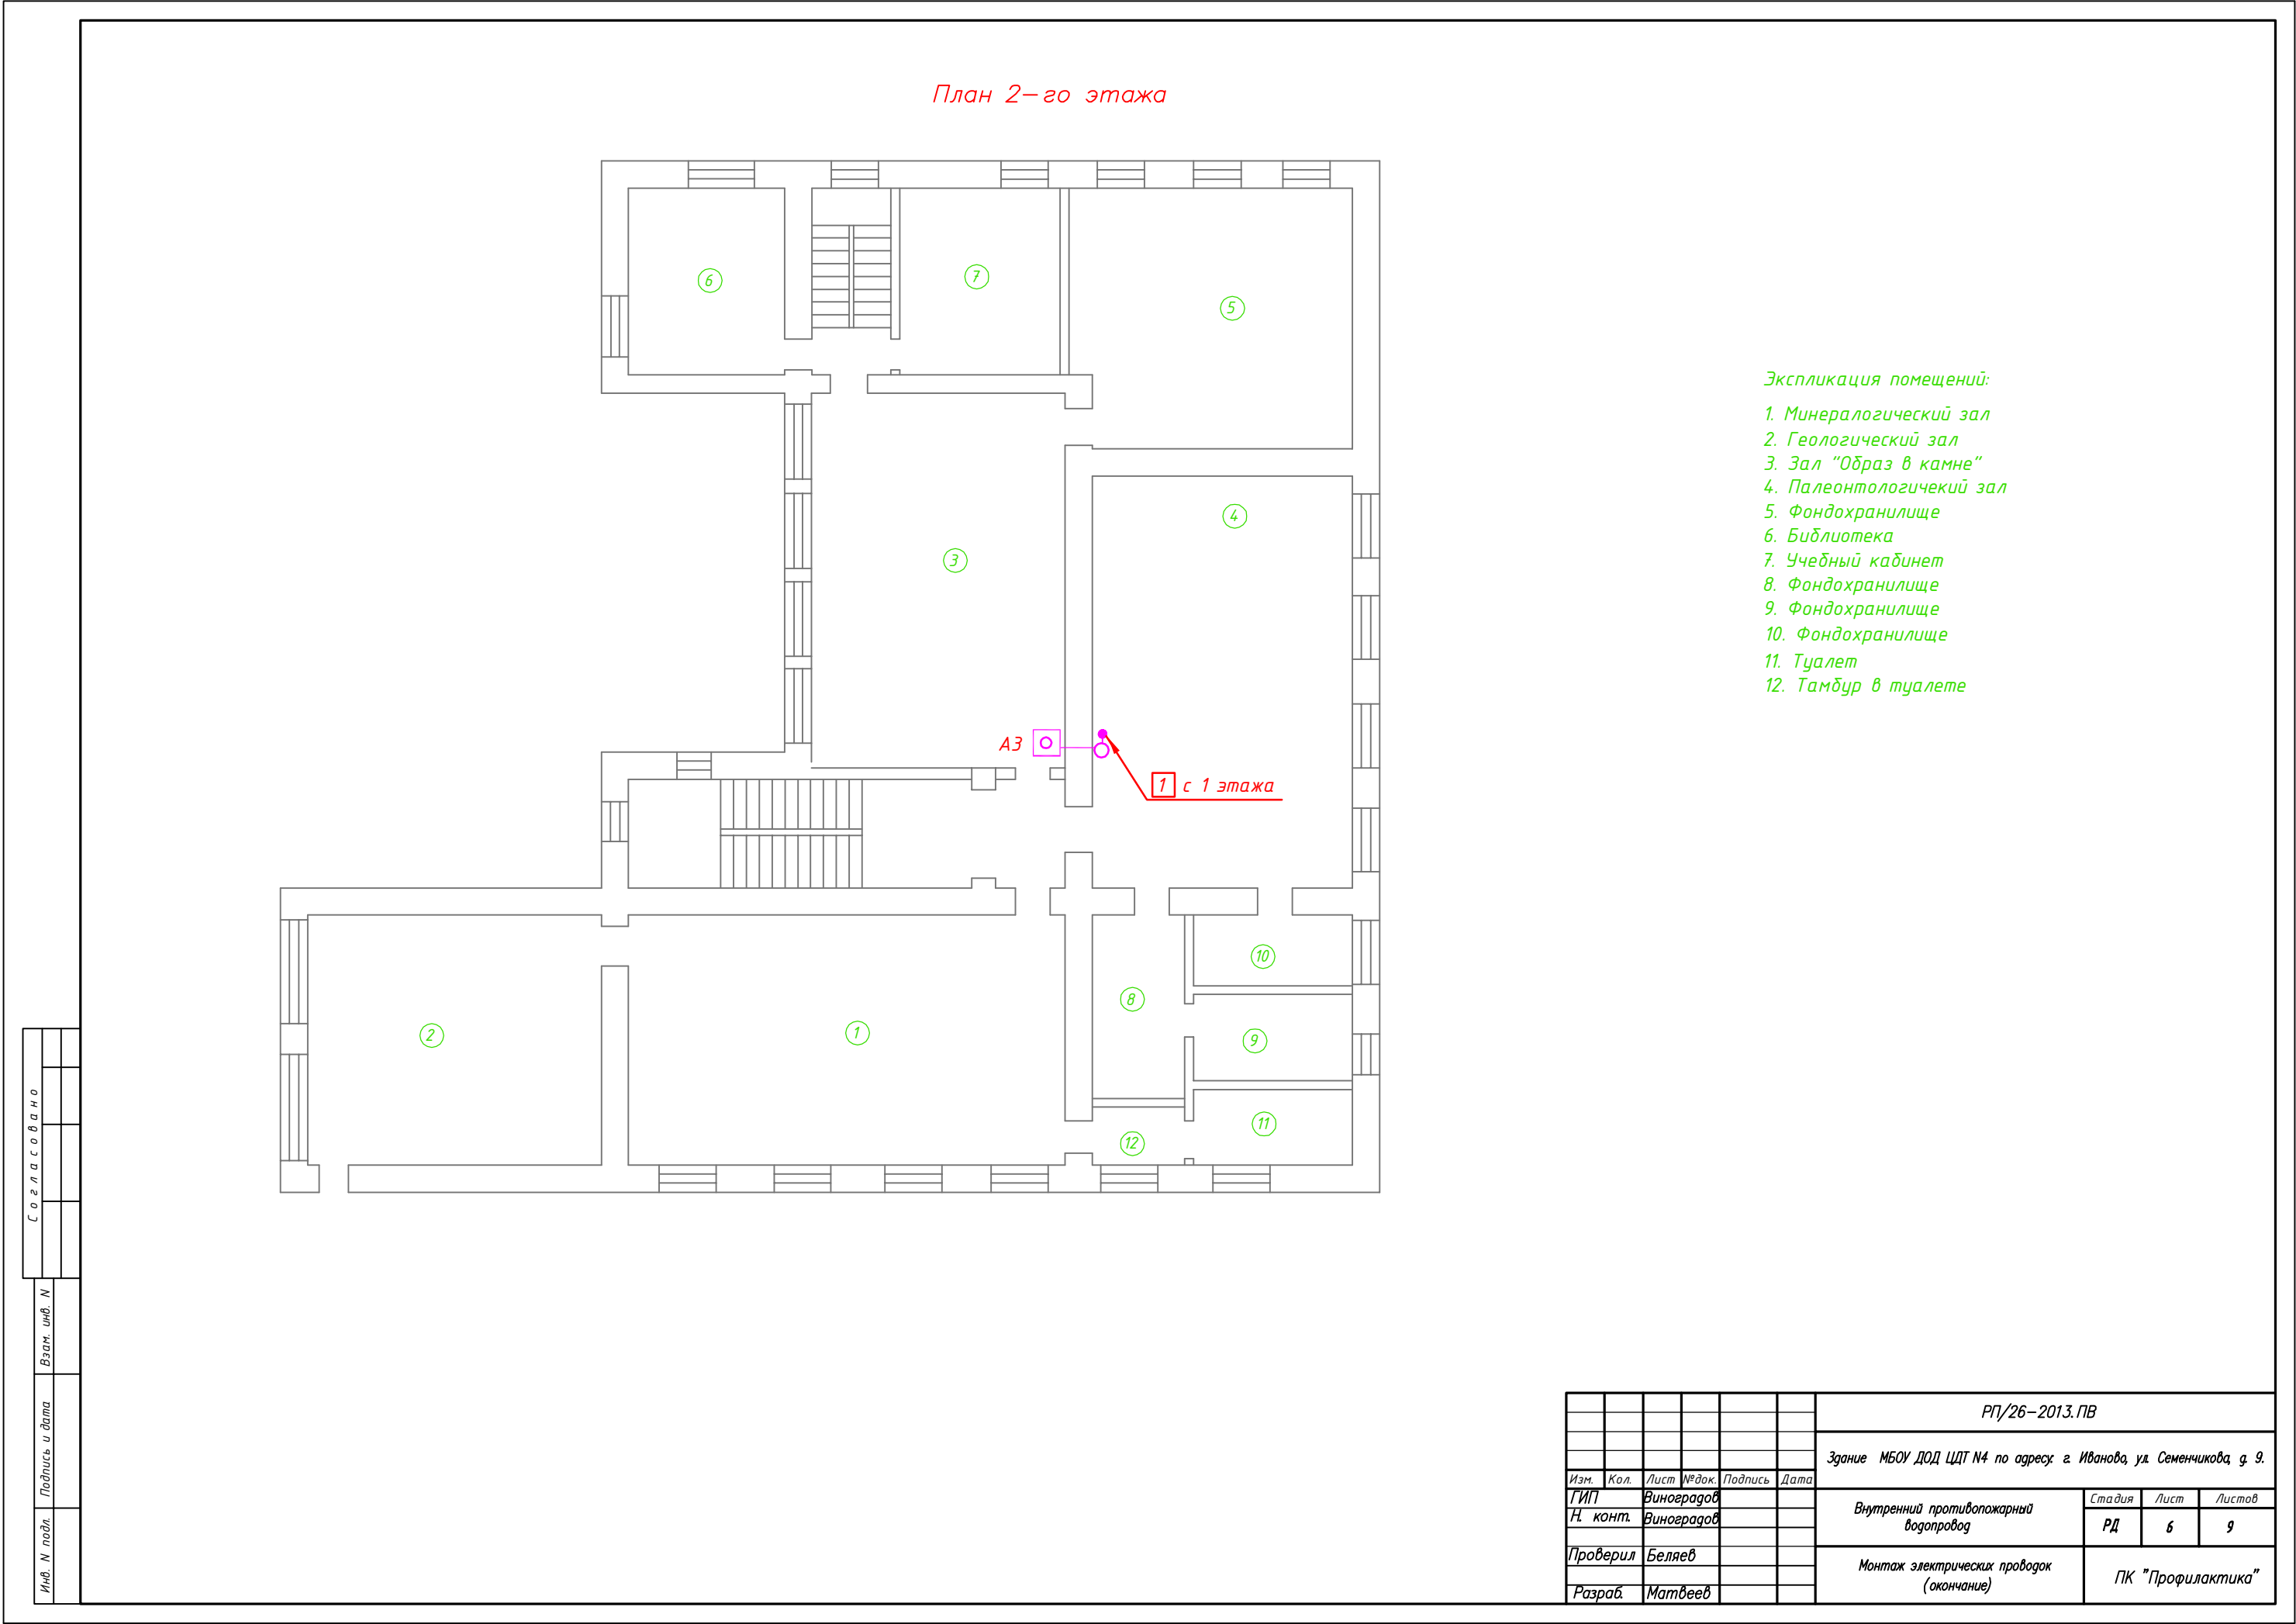 План 2-го этажа
6
7
5
4
3
А3
1 с 1 этажа
10
8
9
2
1
11
12
Экспликация помещений:
1. Минералогический зал
2. Геологический зал
3. Зал "Образ в камне"
4. Палеонтологичекий зал
5. Фондохранилище
6. Библиотека
7. Учебный кабинет
8. Фондохранилище
9. Фондохранилище
10. Фондохранилище
11. Туалет
12. Тамбур в туалете
Согласовано
Взам. инв. N
Подпись и дата
Инв. N подл.
РП/26-2013.ПВ
Здание МБОУ ДОД ЦДТ N4 по адресу: г. Иваново, ул. Семенчикова, д. 9.
Изм. Кол. Лист №док. Подпись Дата
ГИП Виноградов
Н. конт. Виноградов
Проверил Беляев
Разраб. Матвеев
Внутренний противопожарный
водопровод
Стадия Лист Листов
РД 6 9
Монтаж электрических проводок
(окончание)
ПК "Профилактика"